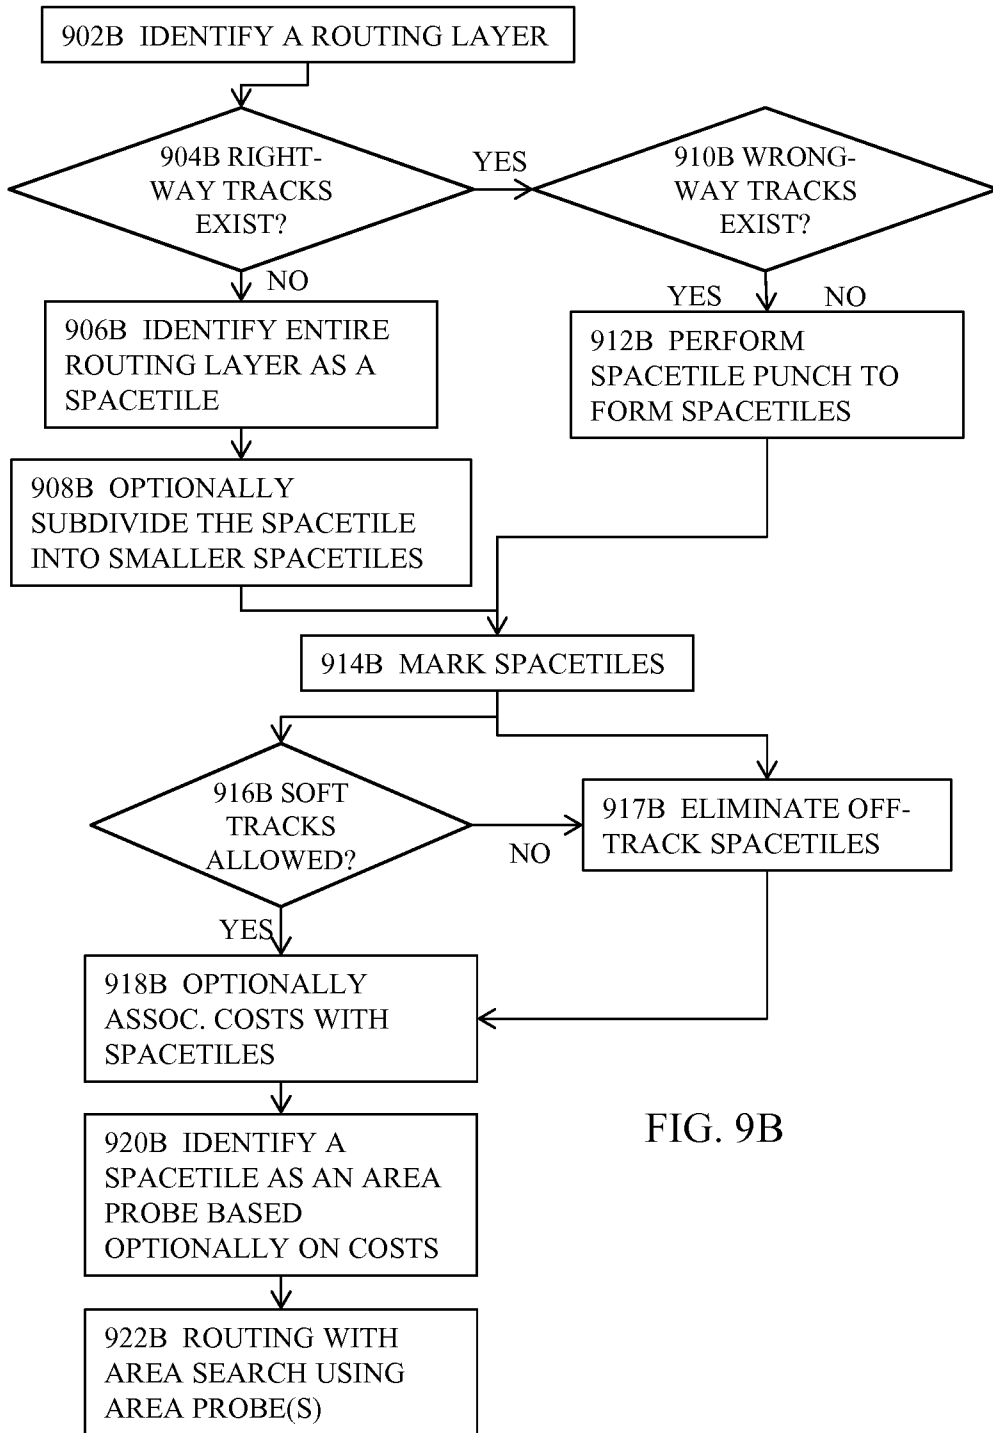 902B IDENTIFY A ROUTING LAYER
904B RIGHT-
WAY TRACKS
EXIST?
YES
910B WRONG-
WAY TRACKS
EXIST?
NO
YES
NO
906B IDENTIFY ENTIRE
ROUTING LAYER AS A
SPACETILE
912B PERFORM
SPACETILE PUNCH TO
FORM SPACETILES
908B OPTIONALLY
SUBDIVIDE THE SPACETILE
INTO SMALLER SPACETILES
914B MARK SPACETILES
916B SOFT
TRACKS
ALLOWED?
NO
917B ELIMINATE OFF-
TRACK SPACETILES
YES
918B OPTIONALLY
ASSOC. COSTS WITH
SPACETILES
920B IDENTIFY A
SPACETILE AS AN AREA
PROBE BASED
OPTIONALLY ON COSTS
FIG. 9B
922B ROUTING WITH
AREA SEARCH USING
AREA PROBE(S)